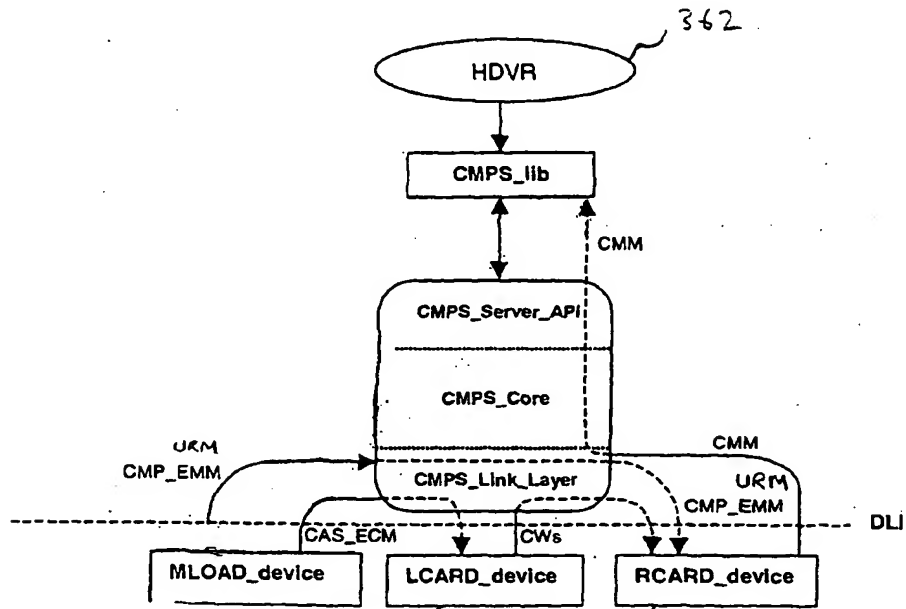 362
HDVR
CMPS_lib
CMM
CMPS_Server_API
CMPS_Core
URM
CMP_EMM
CMM
CMPS_Link_Layer
URM
CMP_EMM
DLI
CAS_ECM
CWs
MLOAD_device
LCARD_device
RCARD_device